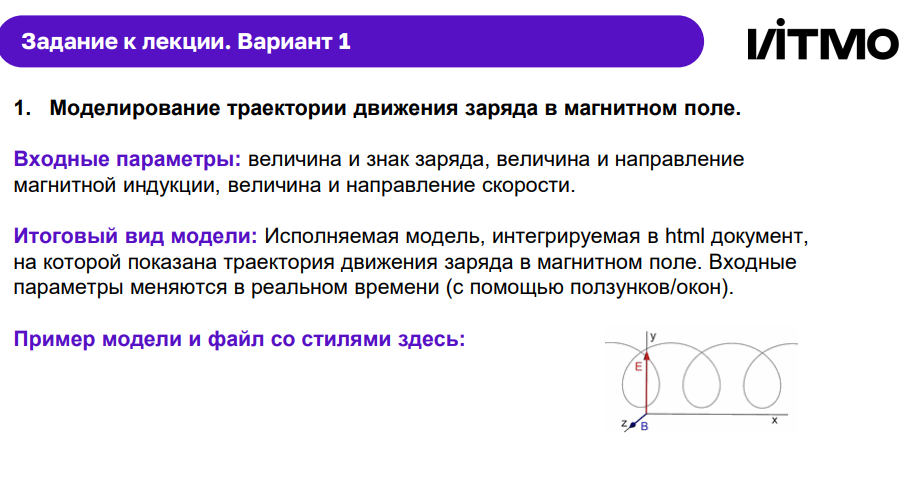 Задание к лекции. Вариант 1
ITMO
1. Моделирование траектории движения заряда в магнитном поле.
Входные параметры: величина и знак заряда, величина и направление
магнитной индукции, величина и направление скорости.
Итоговый вид модели: Исполняемая модель, интегрируемая в html документ,
на которой показана траектория движения заряда в магнитном поле. Входные
параметры меняются в реальном времени (с помощью ползунков/окон).
Пример модели и файл со стилями здесь:
y
E
x
z
B